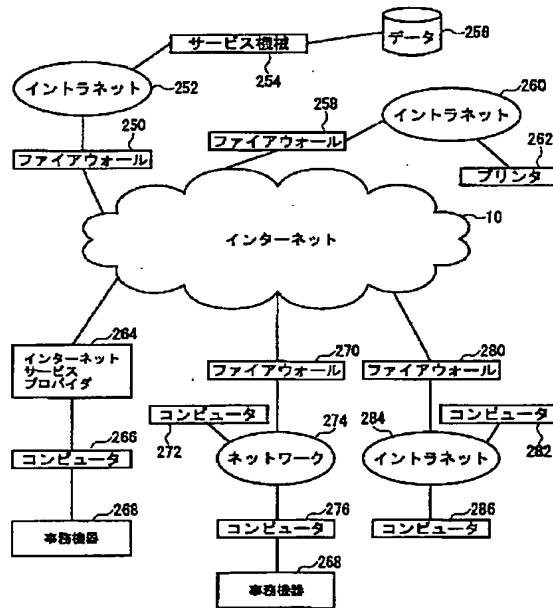 サービス機械
254
データ
256
イントラネット
252
250
ファイアウォール
258
ファイアウォール
260
イントラネット
262
プリンタ
10
インターネット
264
インターネット
サービス
プロバイダ
270
ファイアウォール
280
ファイアウォール
266
コンピュータ
コンピュータ
272
274
ネットワーク
284
イントラネット
コンピュータ
282
268
事務機器
276
コンピュータ
286
コンピュータ
268
事務機器